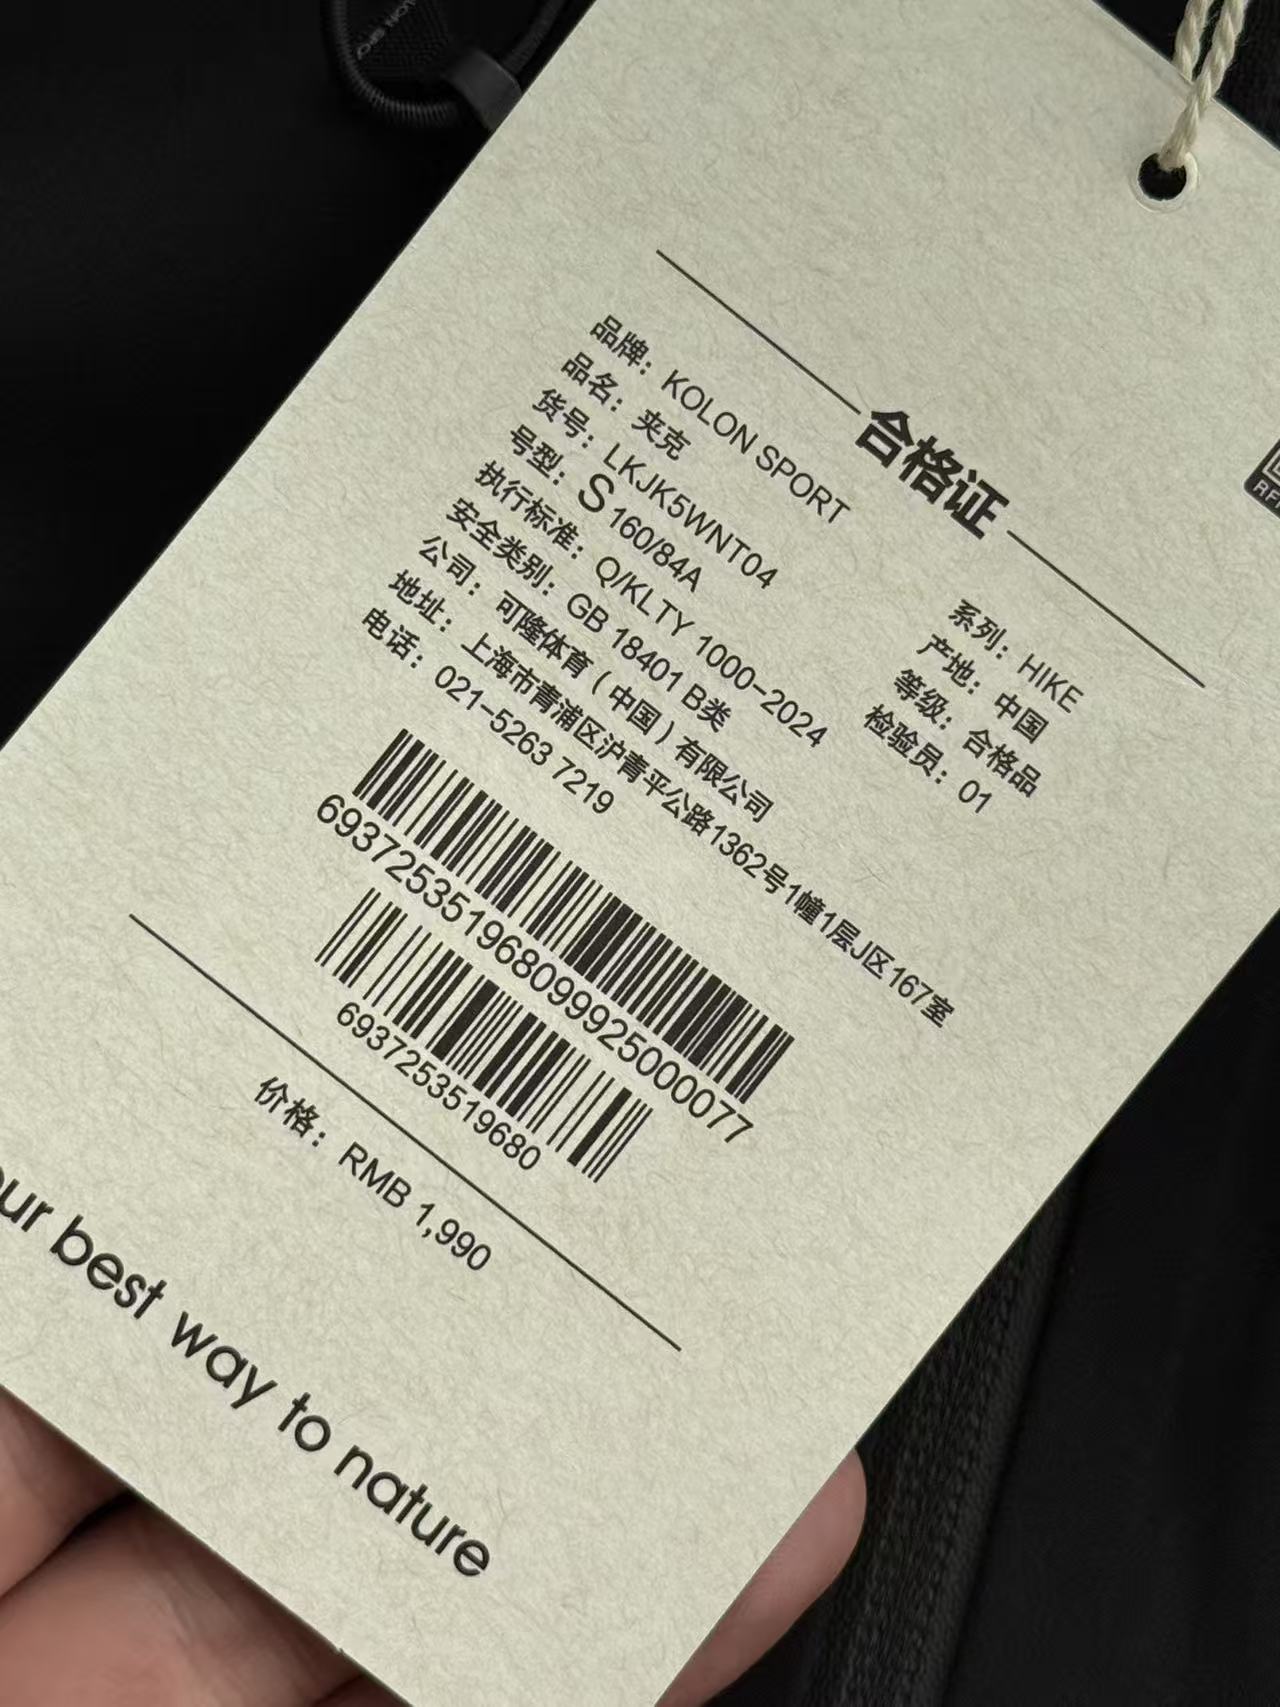 合格证
品牌：KOLON SPORT
品名：夹克
货号：LKJK5WNT04
号型：S 160/84A
执行标准：Q/KLTY 1000-2024
安全类别：GB 18401 B类
公司：可隆体育（中国）有限公司
地址：上海市青浦区沪青平公路1362号1幢1层J区167室
电话：021-5263 7219
系列：HIKE
产地：中国
等级：合格品
检验员：01
693725351968099925000077
6937253519680
价格：RMB 1,990
our best way to nature